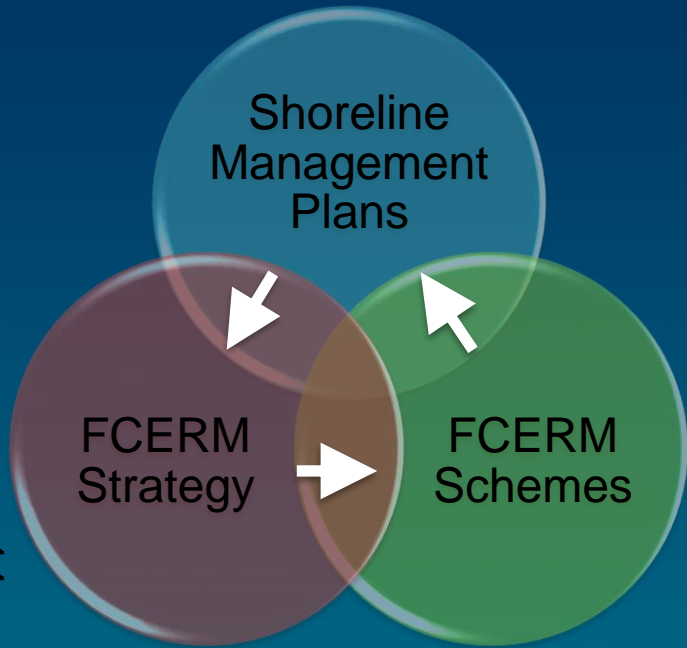 Shoreline
Management
Plans
FCERM
Strategy
FCERM
Schemes